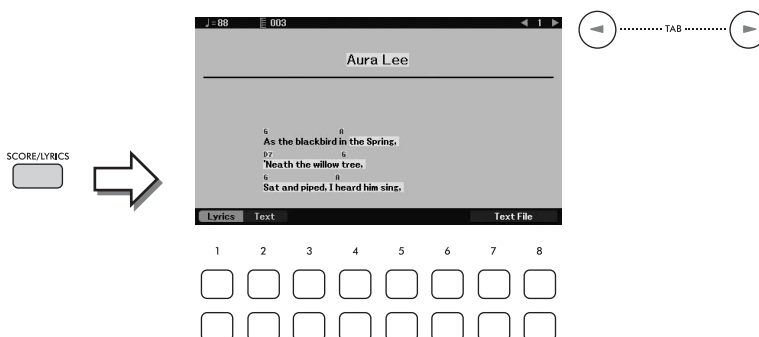 ♩=88 003 ◀ 1 ▶
TAB
Aura Lee
G A
As the blackbird in the Spring,
D7 G
'Neath the willow tree,
G A
Sat and piped, I heard him sing,
SCORE/LYRICS
Lyrics Text Text File
1 2 3 4 5 6 7 8